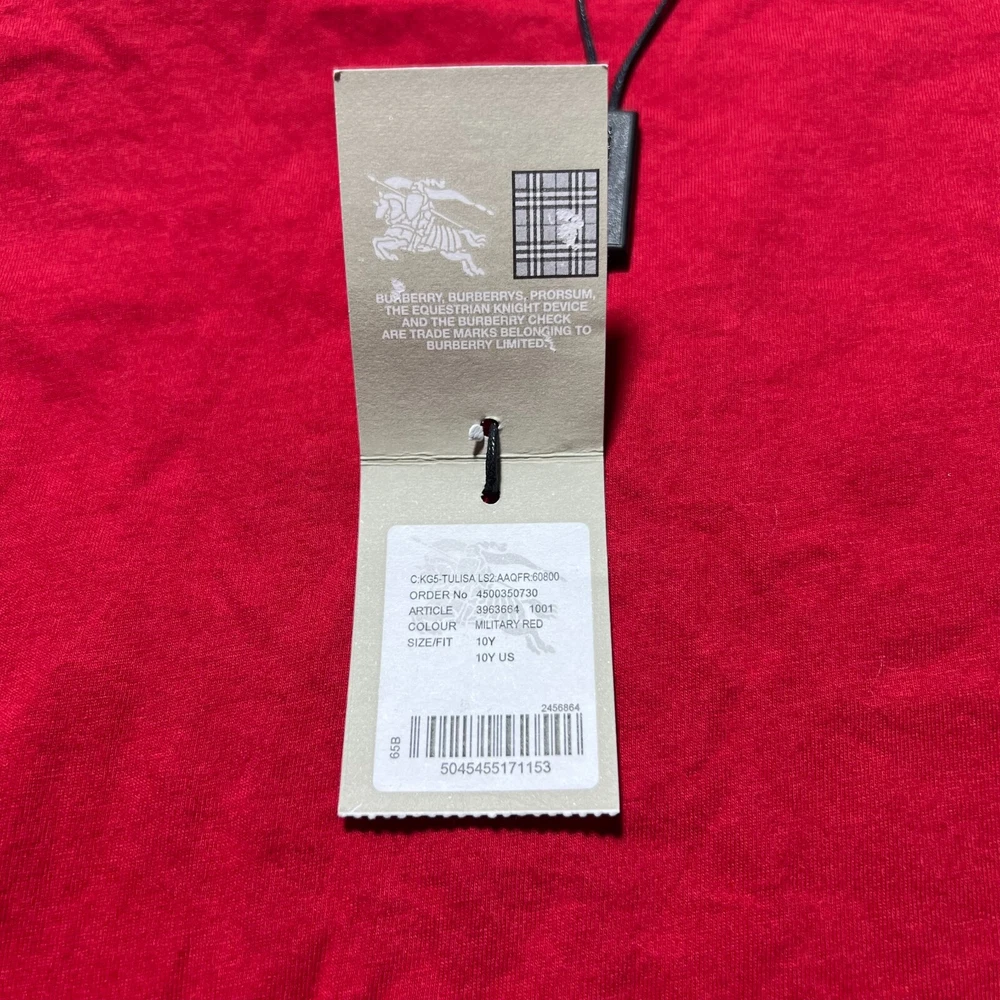 BURBERRY, BURBERRYS, PRORSUM,
THE EQUESTRIAN KNIGHT DEVICE
AND THE BURBERRY CHECK
ARE TRADE MARKS BELONGING TO
BURBERRY LIMITED.
C:KG5-TULISA LS2:AAQFR:60800
ORDER No 4500350730
ARTICLE 3963664 1001
COLOUR MILITARY RED
SIZE/FIT 10Y
10Y US
2456864
65B
5045455171153